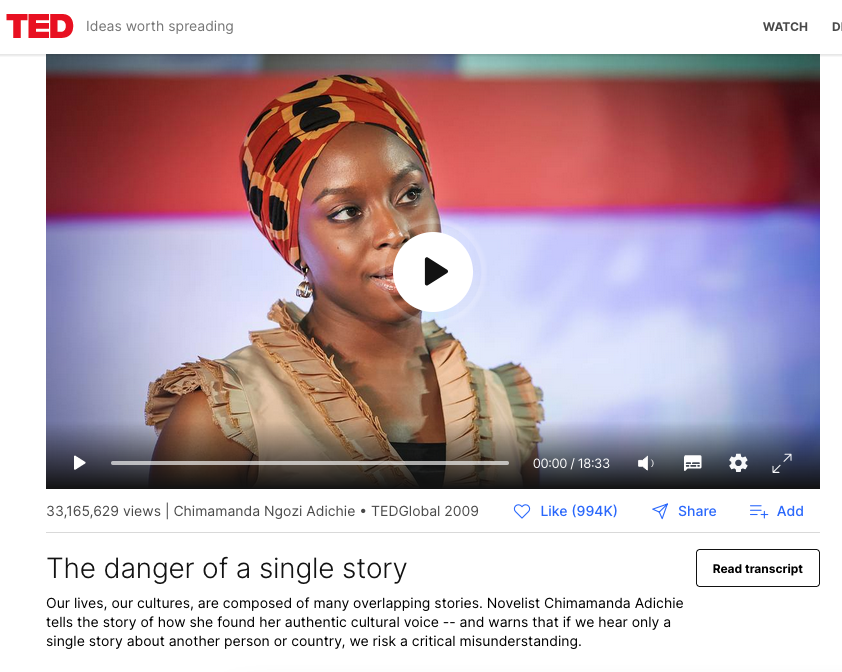 TED Ideas worth spreading WATCH
00:00 / 18:33
33,165,629 views | Chimamanda Ngozi Adichie • TEDGlobal 2009 Like (994K) Share Add
The danger of a single story Read transcript
Our lives, our cultures, are composed of many overlapping stories. Novelist Chimamanda Adichie
tells the story of how she found her authentic cultural voice -- and warns that if we hear only a
single story about another person or country, we risk a critical misunderstanding.